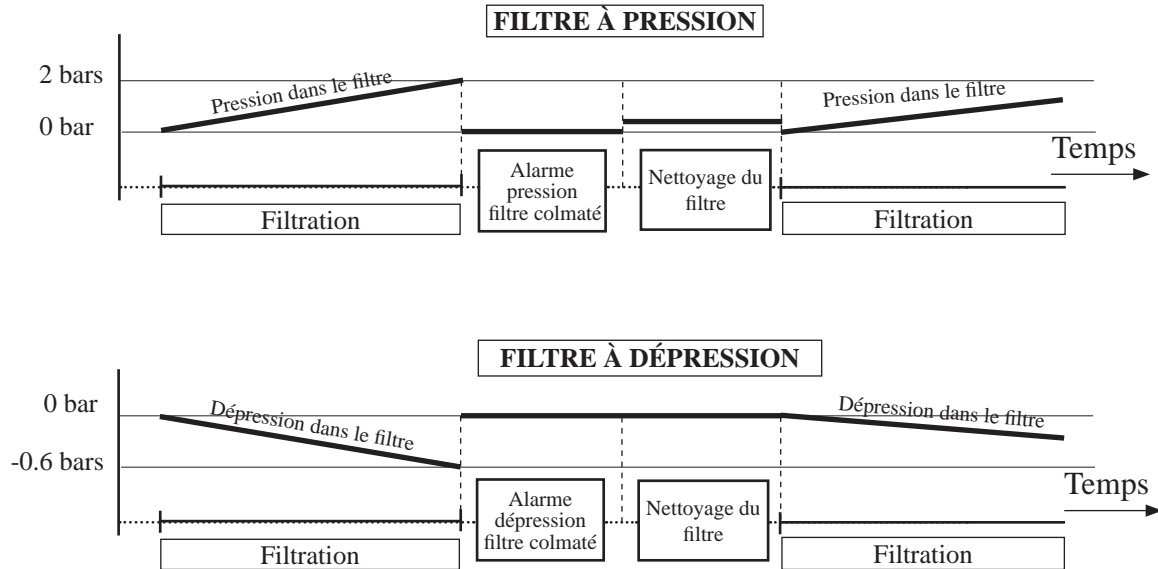 FILTRE À PRESSION
2 bars
Pression dans le filtre
Pression dans le filtre
0 bar
Temps
Alarme
pression
filtre colmaté
Nettoyage du
filtre
Filtration
Filtration
FILTRE À DÉPRESSION
0 bar
Dépression dans le filtre
Dépression dans le filtre
-0.6 bars
Temps
Alarme
dépression
filtre colmaté
Nettoyage du
filtre
Filtration
Filtration